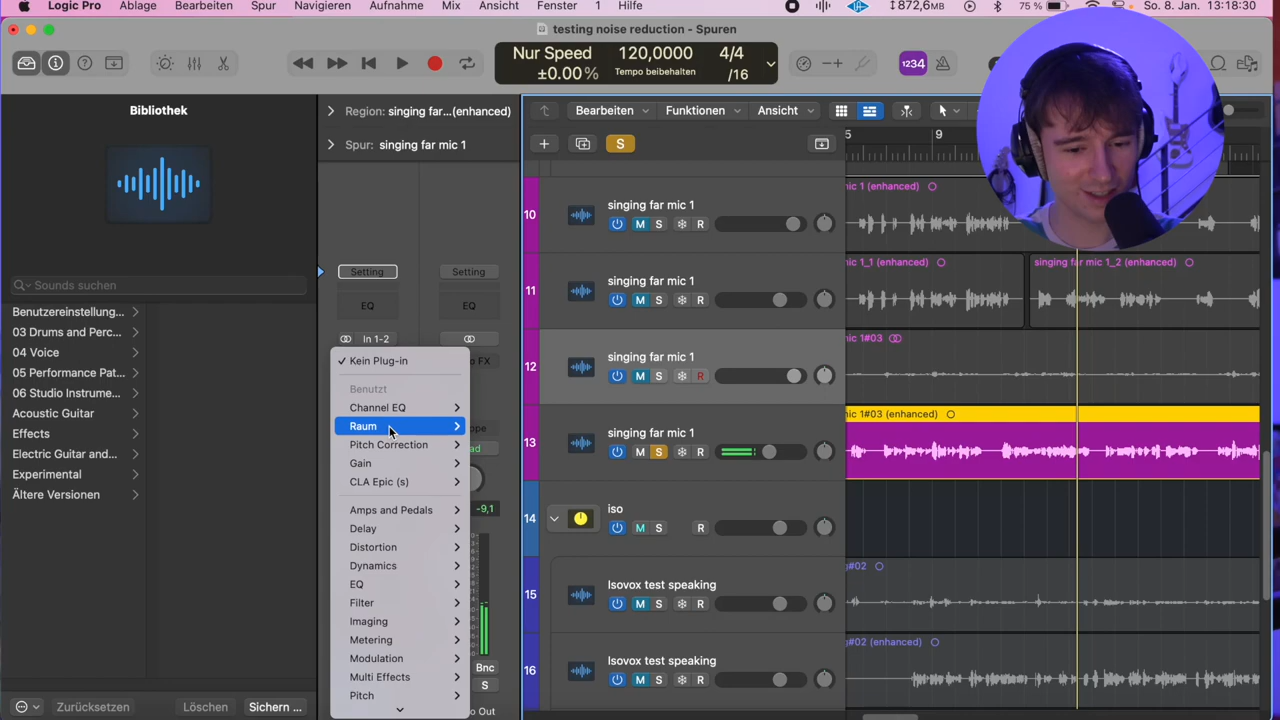 Logic Pro Ablage Bearbeiten Spur Navigieren Aufnahme Mix Ansicht Fenster 1 Hilfe 872,6MB 75 % So. 8. Jan. 13:18:30
testing noise reduction - Spuren
Nur Speed 120,0000 4/4
±0.00 % Tempo beibehalten /16
1234
Bibliothek
Sounds suchen
Benutzereinstellung...
03 Drums and Perc...
04 Voice
05 Performance Pat...
06 Studio Instrume...
Acoustic Guitar
Effects
Electric Guitar and...
Experimental
Ältere Versionen
Zurücksetzen Löschen Sichern ...
Region: singing far...(enhanced)
Spur: singing far mic 1
Setting Setting
EQ EQ
In 1-2
Kein Plug-in
Benutzt
Channel EQ
Raum
Pitch Correction
Gain
CLA Epic (s)
Amps and Pedals
Delay
Distortion
Dynamics
EQ
Filter
Imaging
Metering
Modulation
Multi Effects
Pitch
FX
-9,1
Bnc
S
Bearbeiten Funktionen Ansicht
S
9
10 singing far mic 1
M S R
mic 1 (enhanced)
11 singing far mic 1
M S R
mic 1_1 (enhanced) singing far mic 1_2 (enhanced)
12 singing far mic 1
M S R
mic 1#03
13 singing far mic 1
M S R
mic 1#03 (enhanced)
14 iso
M S R
15 Isovox test speaking
M S R
#02
16 Isovox test speaking
M S R
#02 (enhanced)